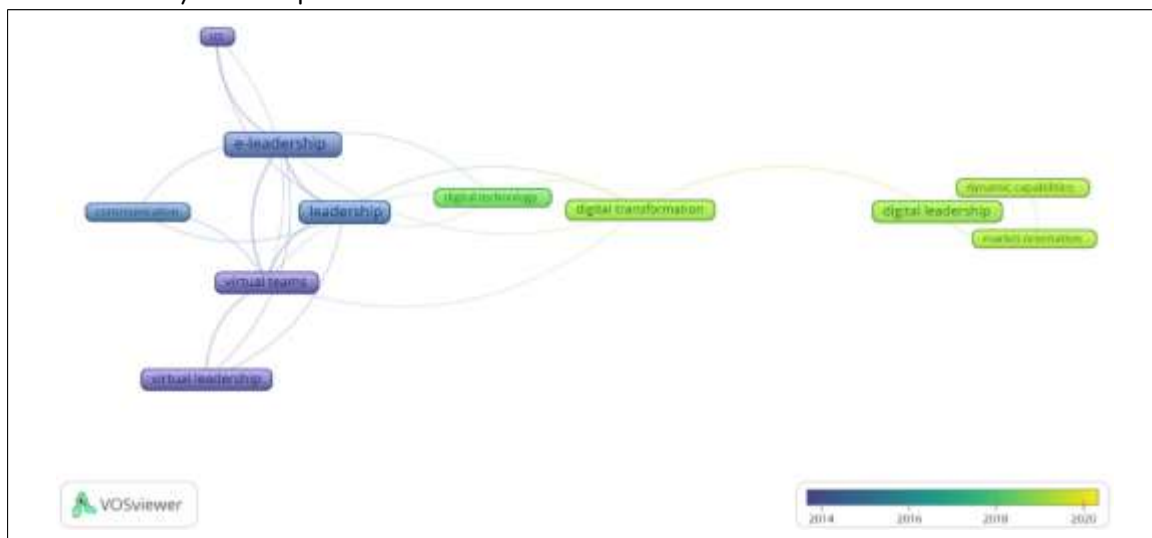 e-leadership
communication
leadership
digital technology
digital transformation
dynamic capabilities
digital leadership
market orientation
virtual teams
virtual leadership
VOSviewer
2014 2016 2018 2020